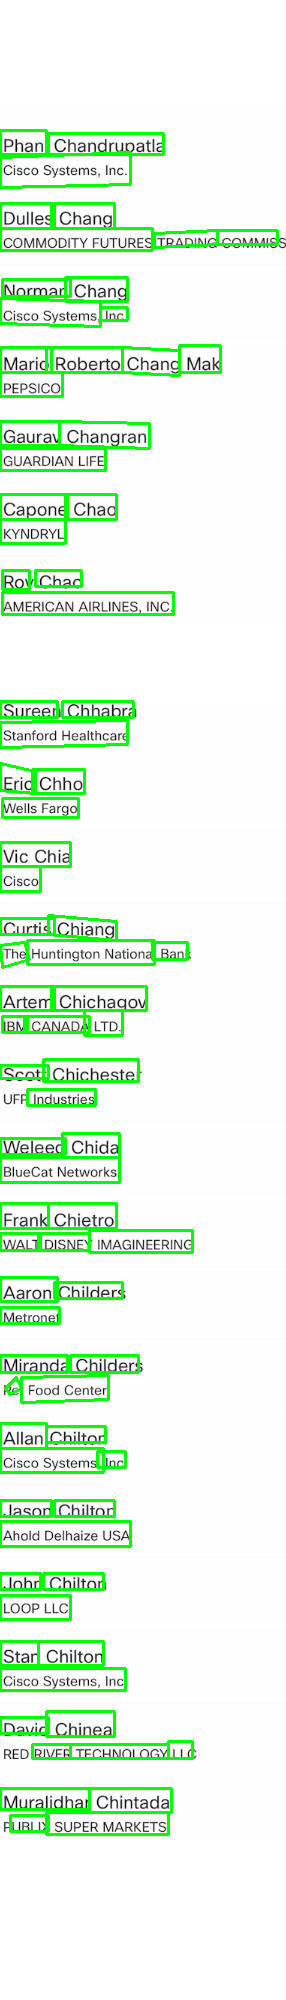 Phan Chandrupatla
Cisco Systems, Inc.
Dulles Chang
COMMODITY FUTURES TRADING COMMISS
Norman Chang
Cisco Systems, Inc.
Mario Roberto Chang Mak
PEPSICO
Gaurav Changran
GUARDIAN LIFE
Capone Chao
KYNDRYL
Roy Chao
AMERICAN AIRLINES, INC.
Sureen Chhabra
Stanford Healthcare
Eric Chho
Wells Fargo
Vic Chia
Cisco
Curtis Chiang
The Huntington National Bank
Artem Chichagov
IBM CANADA LTD.
Scott Chichester
UFP Industries
Weleed Chida
BlueCat Networks
Frank Chietro
WALT DISNEY IMAGINEERING
Aaron Childers
Metronet
Miranda Childers
Food Center
Allan Chilton
Cisco Systems, Inc.
Jason Chilton
Ahold Delhaize USA
John Chilton
LOOP LLC
Stan Chilton
Cisco Systems, Inc
David Chinea
RED RIVER TECHNOLOGY LLC
Muralidhar Chintada
PUBLIX SUPER MARKETS